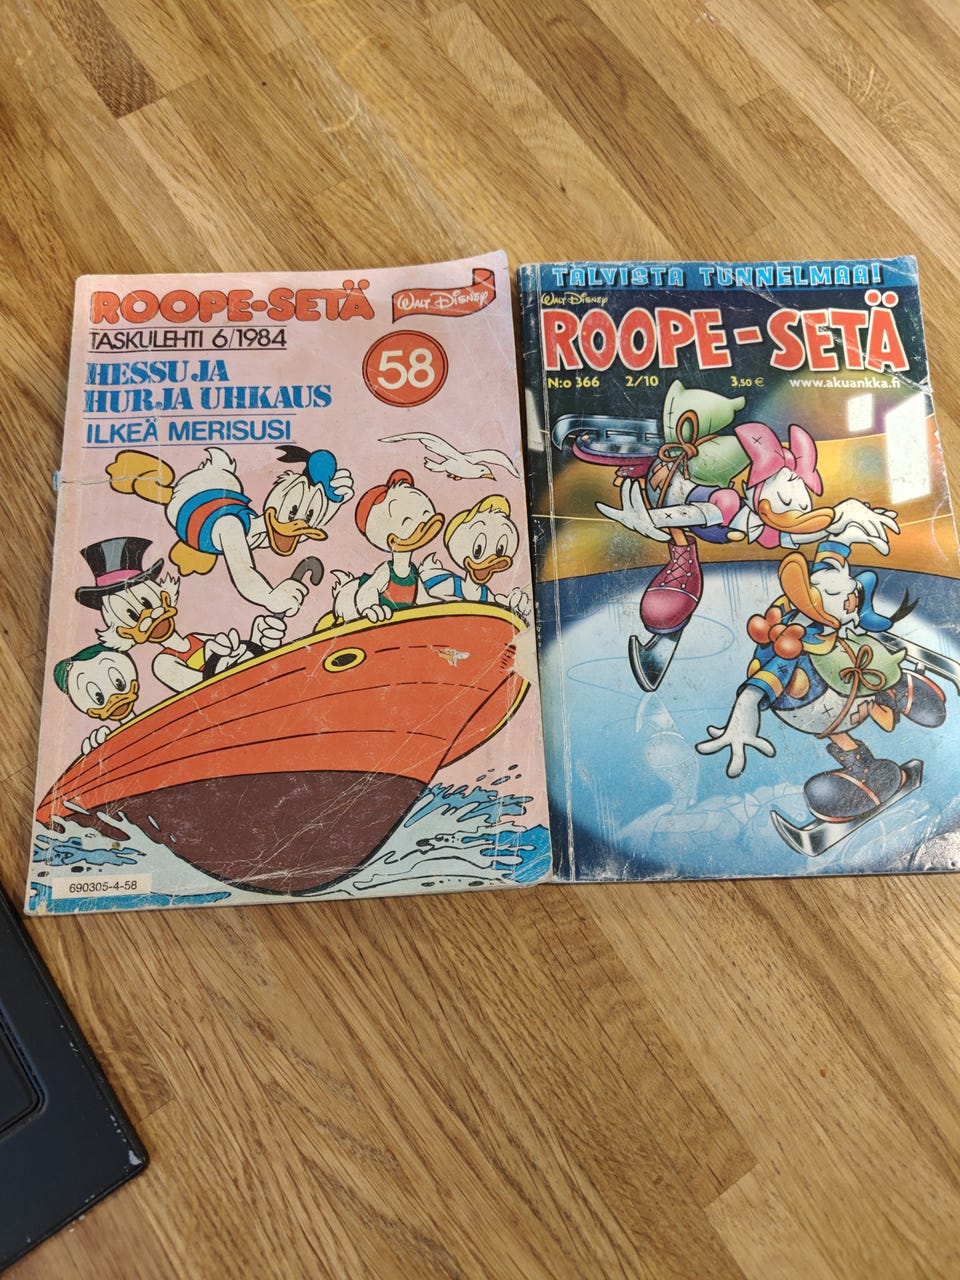 ROOPE-SETÄ
WALT DISNEY
TASKULEHTI 6/1984
58
HESSU JA
HURJA UHKAUS
ILKEÄ MERISUSI
690305-4-58
TALVISTA TUNNELMAA!
WALT DISNEY
ROOPE-SETÄ
N:o 366 2/10 3,50 € www.akuankka.fi